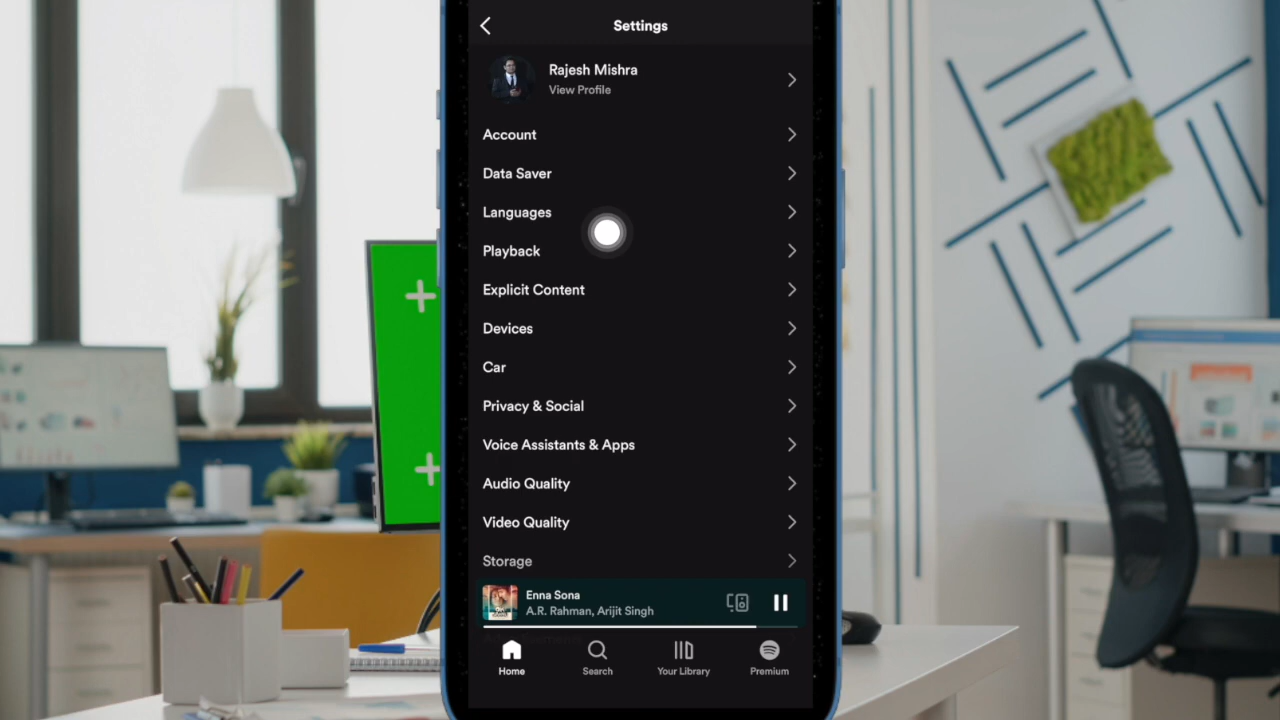 Settings
Rajesh Mishra
View Profile
Account
Data Saver
Languages
Playback
Explicit Content
Devices
Car
Privacy & Social
Voice Assistants & Apps
Audio Quality
Video Quality
Storage
Enna Sona
A.R. Rahman, Arijit Singh
Home
Search
Your Library
Premium